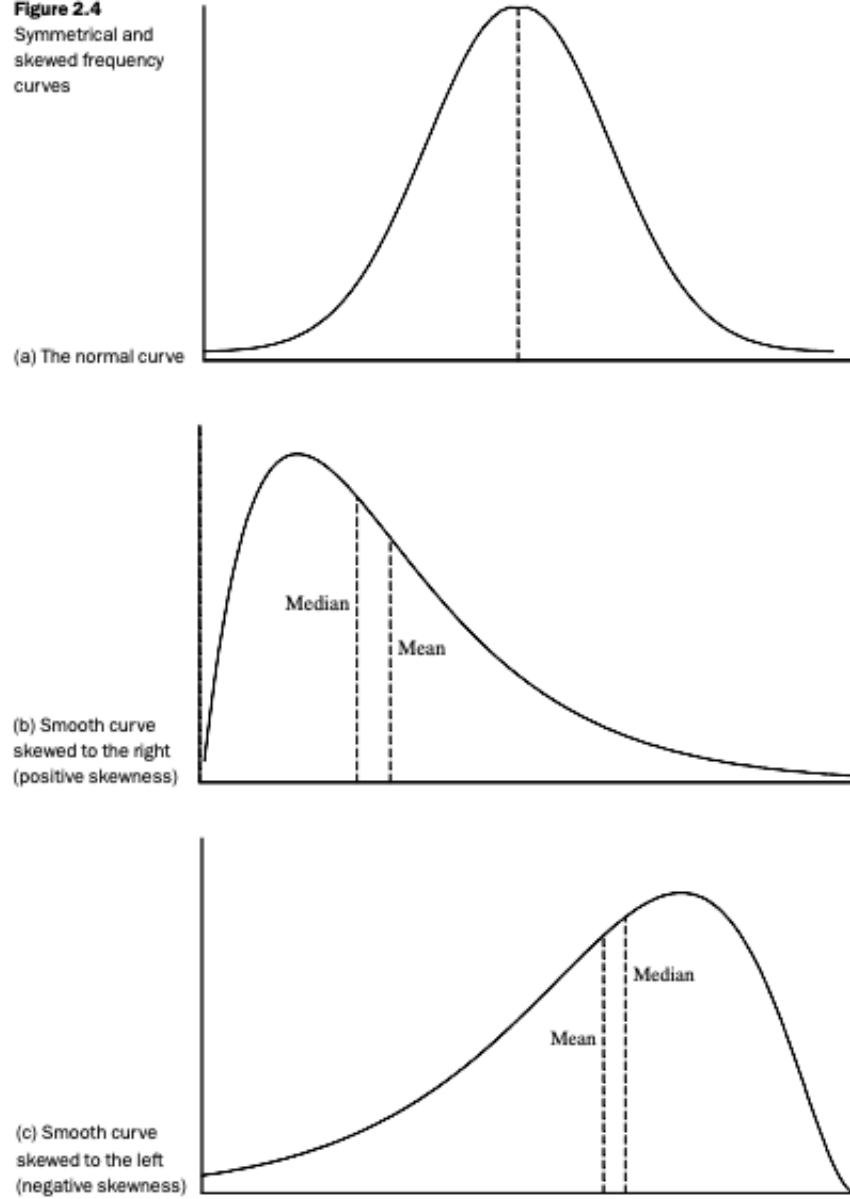 Figure 2.4
Symmetrical and
skewed frequency
curves
(a) The normal curve
Median
Mean
(b) Smooth curve
skewed to the right
(positive skewness)
Median
Mean
(c) Smooth curve
skewed to the left
(negative skewness)